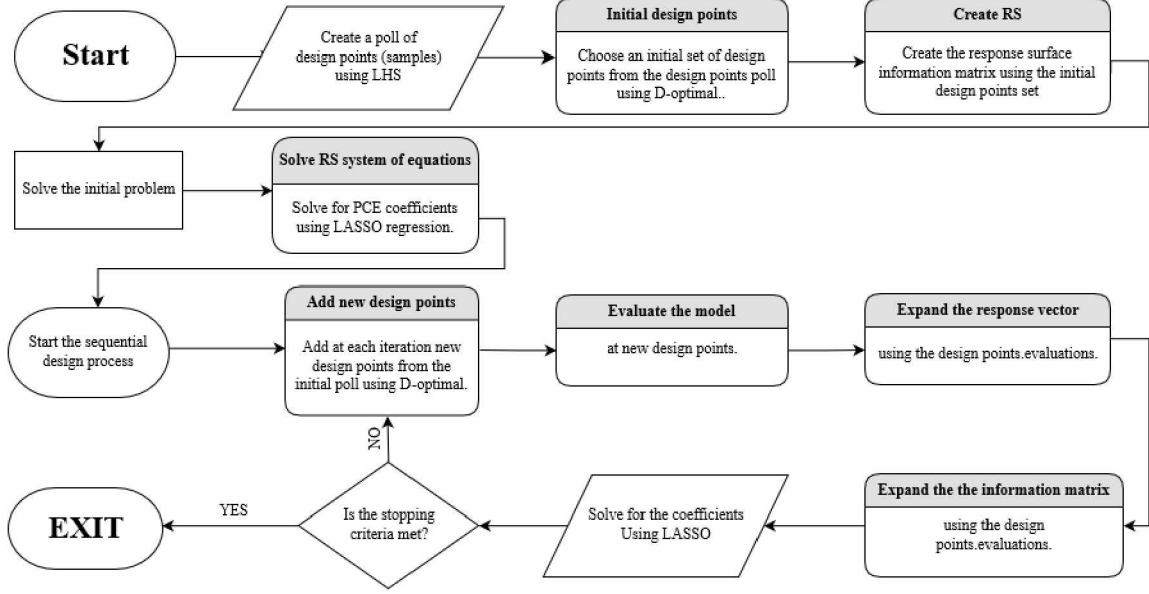 Start
Create a poll of
design points (samples)
using LHS
Initial design points
Choose an initial set of design
points from the design points poll
using D-optimal..
Create RS
Create the response surface
information matrix using the initial
design points set
Solve the initial problem
Solve RS system of equations
Solve for PCE coefficients
using LASSO regression.
Start the sequential
design process
Add new design points
Add at each iteration new
design points from the
initial poll using D-optimal.
Evaluate the model
at new design points.
Expand the response vector
using the design points.evaluations.
Expand the the information matrix
using the design
points.evaluations.
Solve for the coefficients
Using LASSO
Is the stopping
criteria met?
NO
YES
EXIT